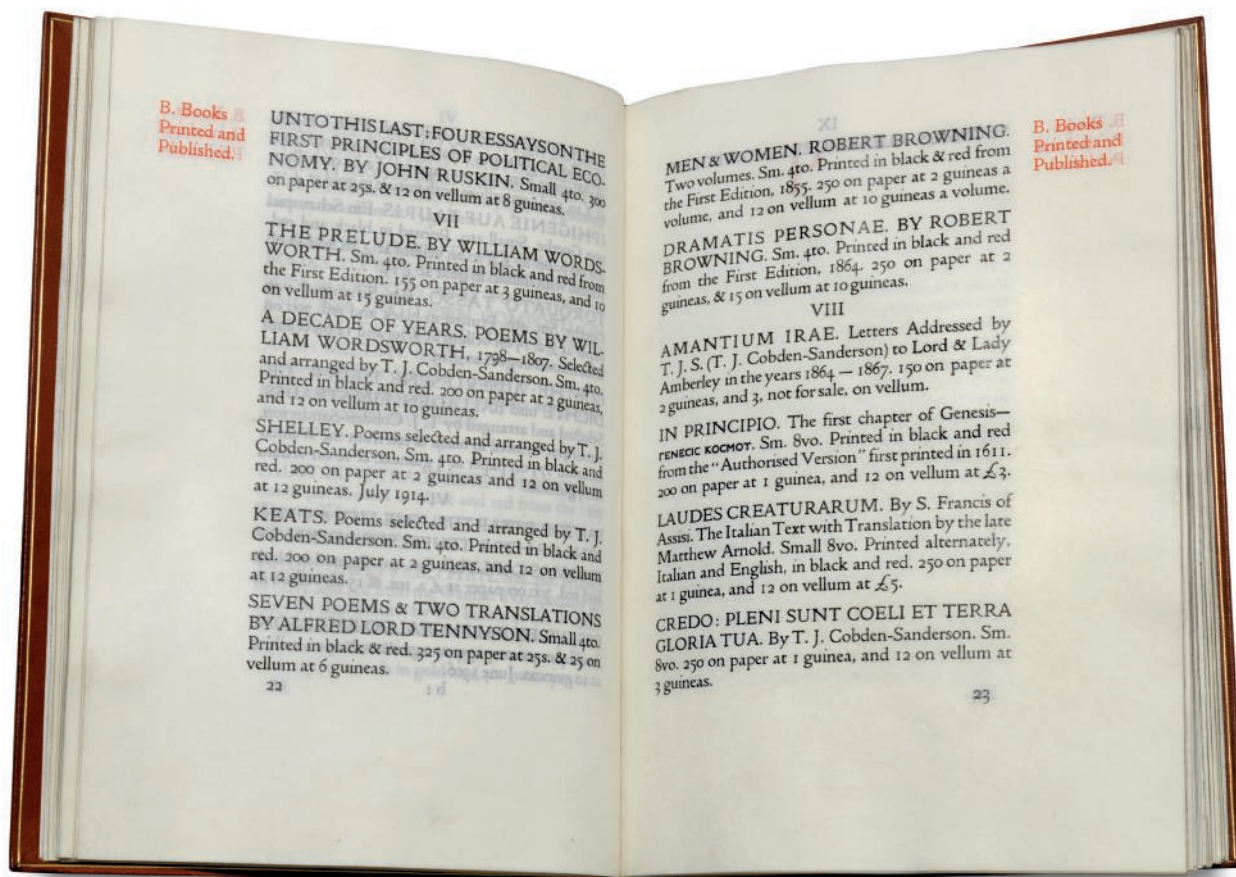 B. Books
Printed and
Published.
UNTO THIS LAST: FOUR ESSAYS ON THE
FIRST PRINCIPLES OF POLITICAL ECO-
NOMY. BY JOHN RUSKIN. Small 4to. 300
on paper at 25s. & 12 on vellum at 8 guineas.
VII
THE PRELUDE. BY WILLIAM WORDS-
WORTH. Sm. 4to. Printed in black and red from
the First Edition. 155 on paper at 3 guineas, and 10
on vellum at 15 guineas.
A DECADE OF YEARS. POEMS BY WIL-
LIAM WORDSWORTH, 1798—1807. Selected
and arranged by T. J. Cobden-Sanderson. Sm. 4to.
Printed in black and red. 200 on paper at 2 guineas,
and 12 on vellum at 10 guineas.
SHELLEY. Poems selected and arranged by T. J.
Cobden-Sanderson. Sm. 4to. Printed in black and
red. 200 on paper at 2 guineas and 12 on vellum
at 12 guineas. July 1914.
KEATS. Poems selected and arranged by T. J.
Cobden-Sanderson. Sm. 4to. Printed in black and
red. 200 on paper at 2 guineas, and 12 on vellum
at 12 guineas.
SEVEN POEMS & TWO TRANSLATIONS
BY ALFRED LORD TENNYSON. Small 4to.
Printed in black & red. 325 on paper at 25s. & 25 on
vellum at 6 guineas.
22
B. Books
Printed and
Published.
MEN & WOMEN. ROBERT BROWNING.
Two volumes. Sm. 4to. Printed in black & red from
the First Edition, 1855. 250 on paper at 2 guineas a
volume, and 12 on vellum at 10 guineas a volume.
DRAMATIS PERSONAE. BY ROBERT
BROWNING. Sm. 4to. Printed in black and red
from the First Edition, 1864. 250 on paper at 2
guineas, & 15 on vellum at 10 guineas.
VIII
AMANTIUM IRAE. Letters Addressed by
T. J. S. (T. J. Cobden-Sanderson) to Lord & Lady
Amberley in the years 1864 — 1867. 150 on paper at
2 guineas, and 3, not for sale, on vellum.
IN PRINCIPIO. The first chapter of Genesis—
ΓΕΝΕCΙC ΚΟCΜΟΤ. Sm. 8vo. Printed in black and red
from the "Authorised Version" first printed in 1611.
200 on paper at 1 guinea, and 12 on vellum at £3.
LAUDES CREATURARUM. By S. Francis of
Assisi. The Italian Text with Translation by the late
Matthew Arnold. Small 8vo. Printed alternately,
Italian and English, in black and red. 250 on paper
at 1 guinea, and 12 on vellum at £5.
CREDO: PLENI SUNT COELI ET TERRA
GLORIA TUA. By T. J. Cobden-Sanderson. Sm.
8vo. 250 on paper at 1 guinea, and 12 on vellum at
3 guineas.
23